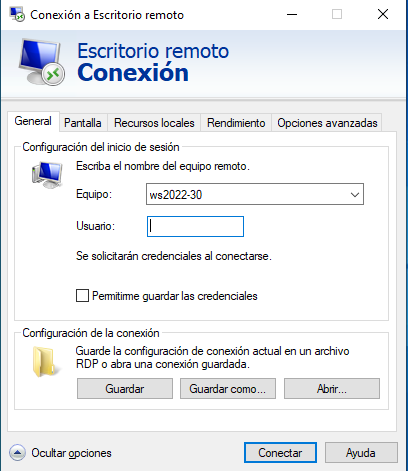 Conexión a Escritorio remoto
Escritorio remoto
Conexión
General Pantalla Recursos locales Rendimiento Opciones avanzadas
Configuración del inicio de sesión
Escriba el nombre del equipo remoto.
Equipo: ws2022-30
Usuario:
Se solicitarán credenciales al conectarse.
Permitirme guardar las credenciales
Configuración de la conexión
Guarde la configuración de conexión actual en un archivo
RDP o abra una conexión guardada.
Guardar Guardar como... Abrir...
Ocultar opciones Conectar Ayuda